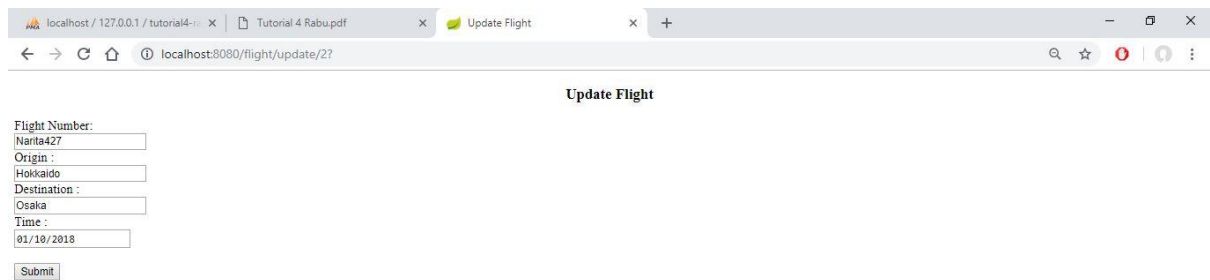 localhost / 127.0.0.1 / tutorial4-r
Tutorial 4 Rabu.pdf
Update Flight
localhost:8080/flight/update/2?
Update Flight
Flight Number:
Narita427
Origin :
Hokkaido
Destination :
Osaka
Time :
01/10/2018
Submit